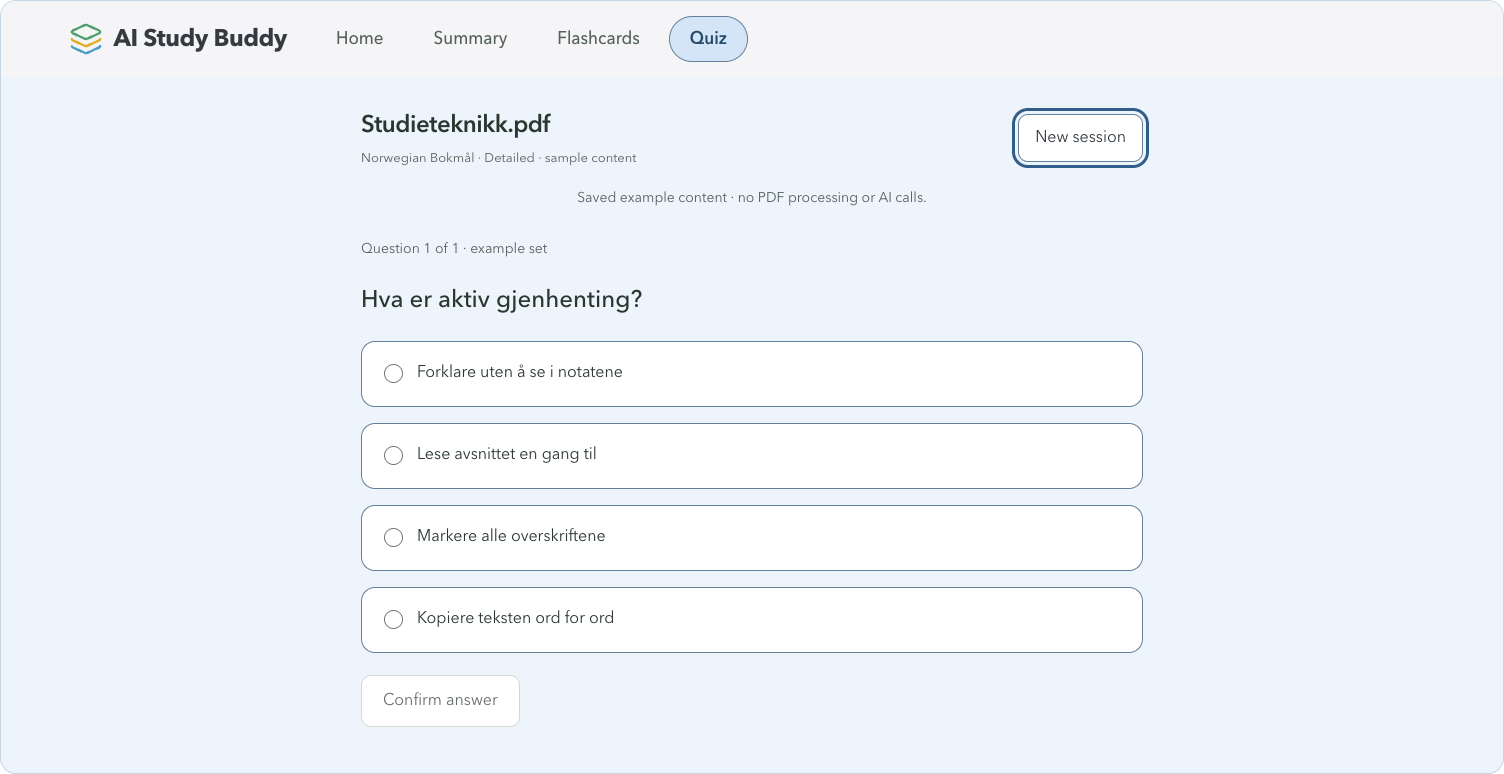 AI Study Buddy
Home
Summary
Flashcards
Quiz
Studieteknikk.pdf
New session
Norwegian Bokmål · Detailed · sample content
Saved example content · no PDF processing or AI calls.
Question 1 of 1 · example set
Hva er aktiv gjenhenting?
Forklare uten å se i notatene
Lese avsnittet en gang til
Markere alle overskriftene
Kopiere teksten ord for ord
Confirm answer